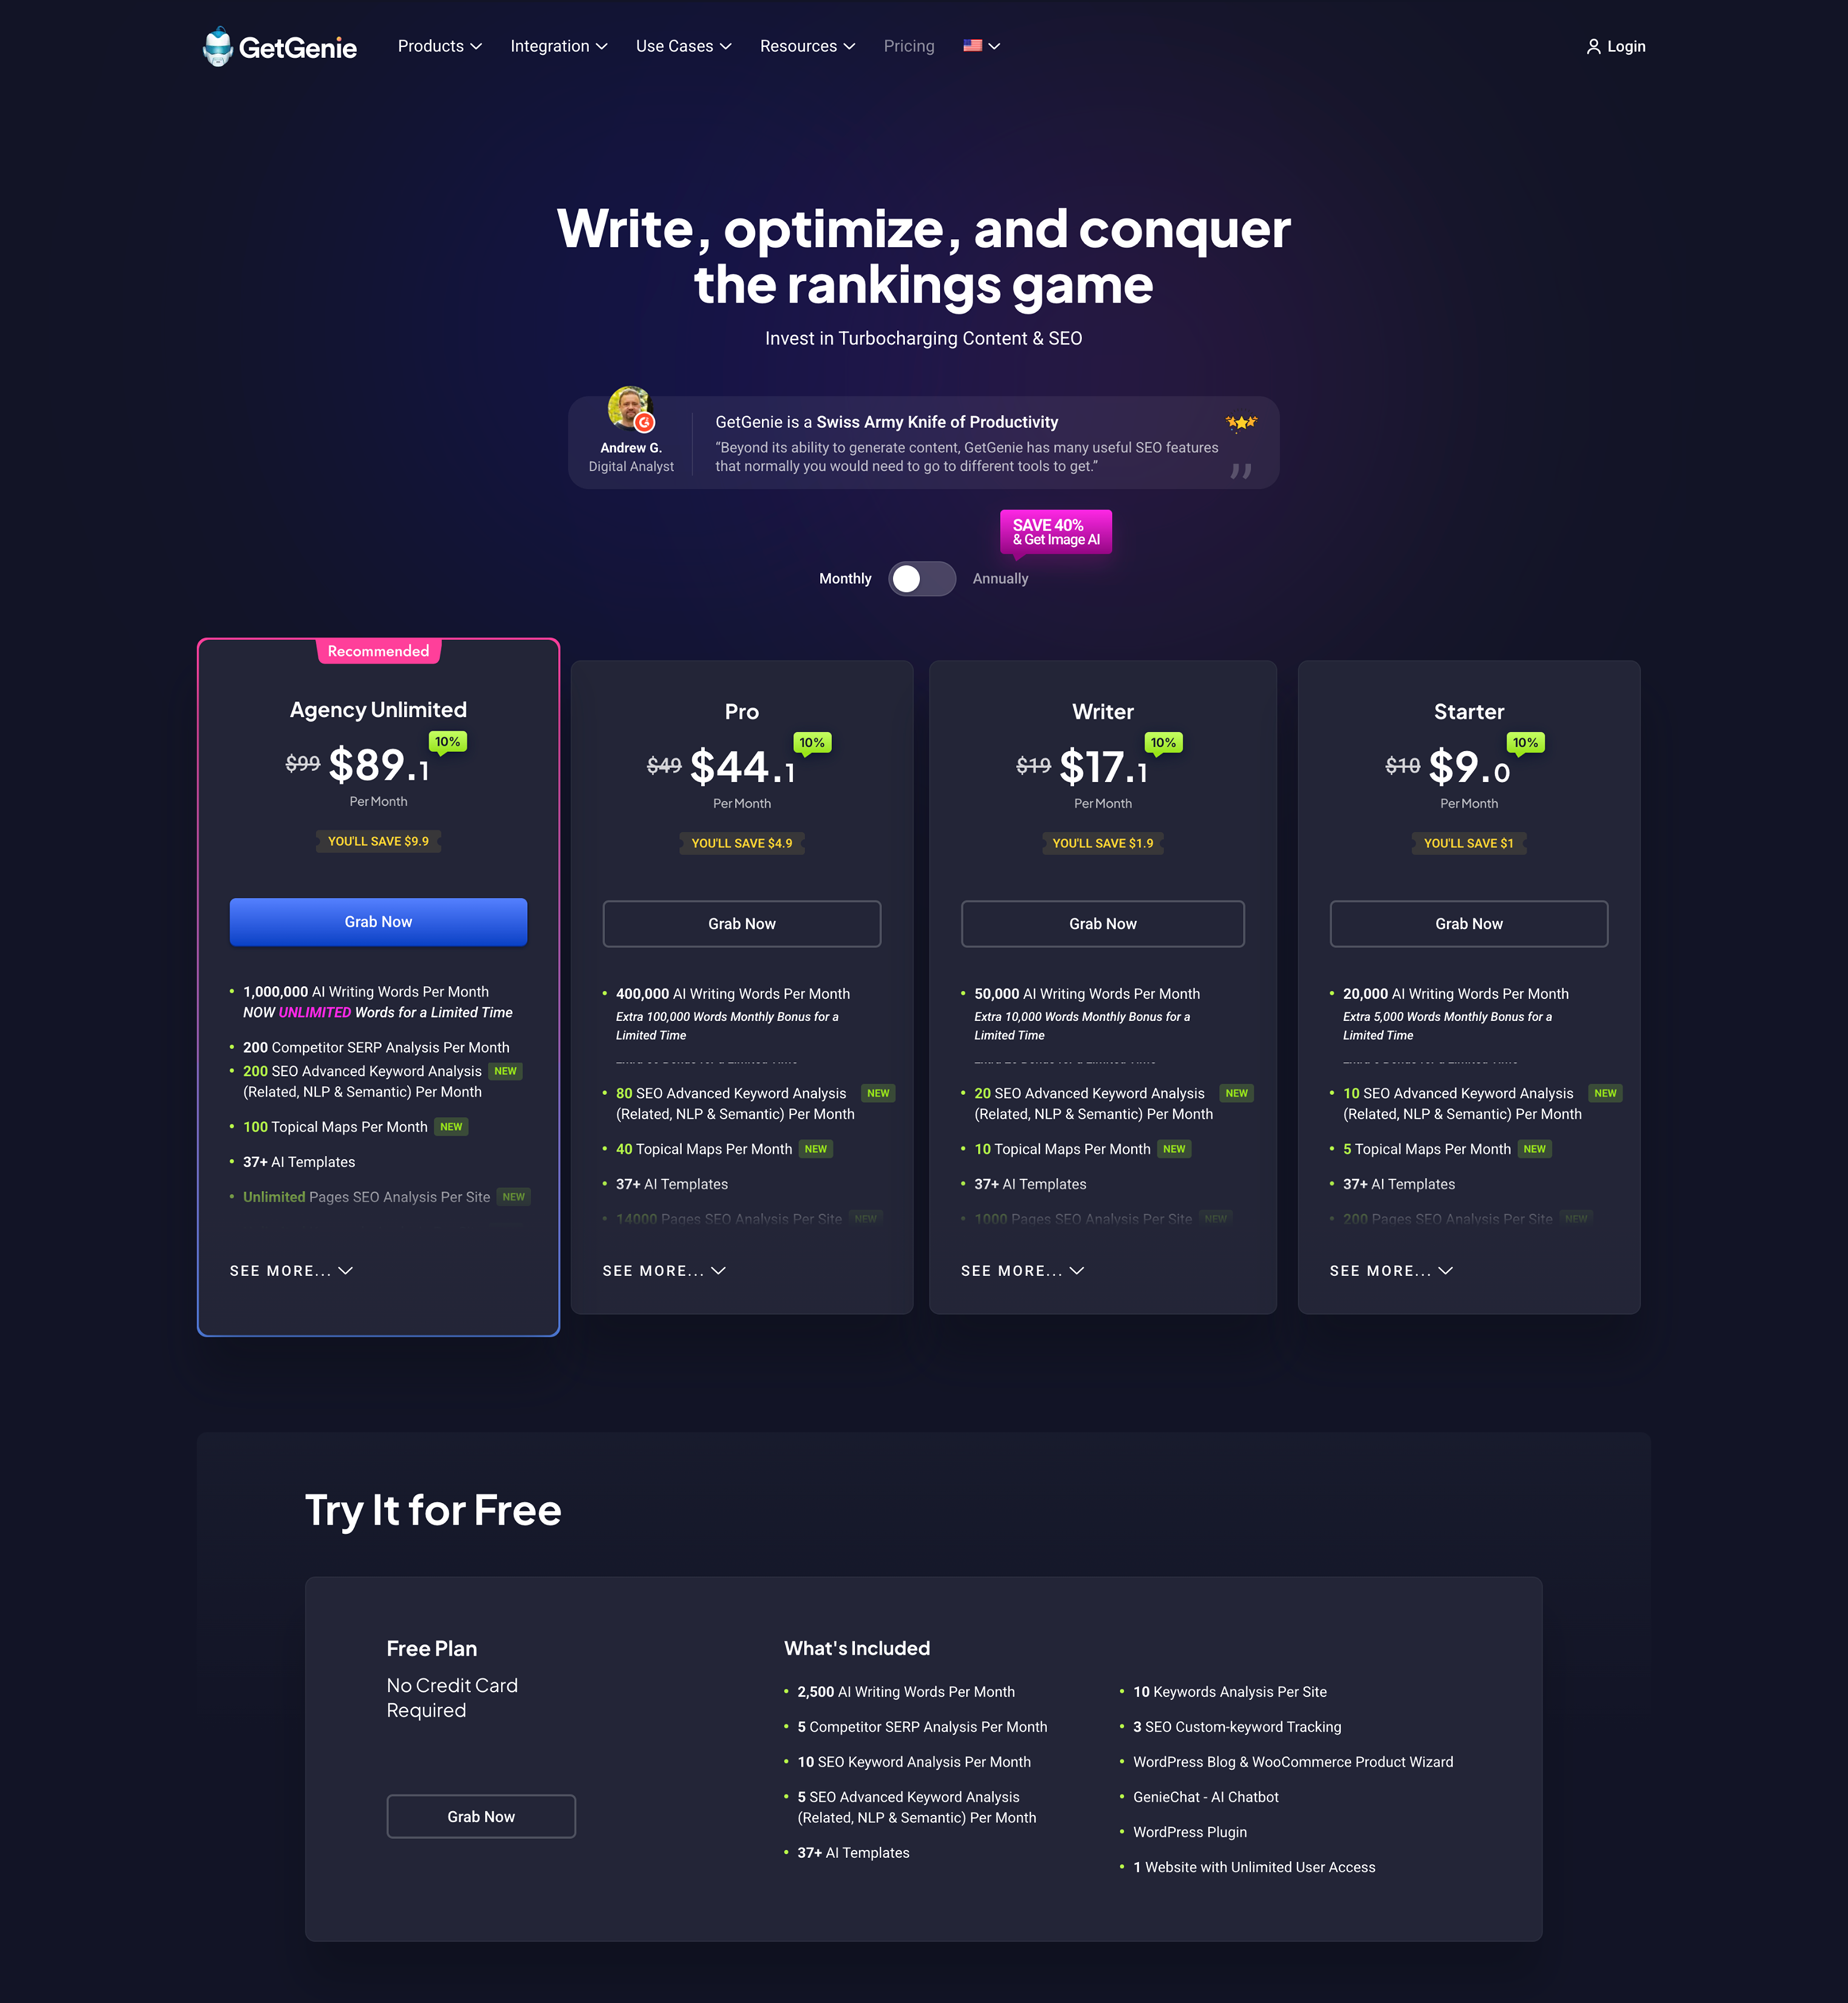 GetGenie
Products
Integration
Use Cases
Resources
Pricing
Login
Write, optimize, and conquer
the rankings game
Invest in Turbocharging Content & SEO
Andrew G.
Digital Analyst
GetGenie is a Swiss Army Knife of Productivity
“Beyond its ability to generate content, GetGenie has many useful SEO features
that normally you would need to go to different tools to get.”
SAVE 40%
& Get Image AI
Monthly
Annually
Recommended
Agency Unlimited
$99 $89.1
10%
Per Month
YOU'LL SAVE $9.9
Grab Now
• 1,000,000 AI Writing Words Per Month
NOW UNLIMITED Words for a Limited Time
• 200 Competitor SERP Analysis Per Month
• 200 SEO Advanced Keyword Analysis NEW
(Related, NLP & Semantic) Per Month
• 100 Topical Maps Per Month NEW
• 37+ AI Templates
• Unlimited Pages SEO Analysis Per Site NEW
SEE MORE...
Pro
$49 $44.1
10%
Per Month
YOU'LL SAVE $4.9
Grab Now
• 400,000 AI Writing Words Per Month
Extra 100,000 Words Monthly Bonus for a
Limited Time
• 80 SEO Advanced Keyword Analysis NEW
(Related, NLP & Semantic) Per Month
• 40 Topical Maps Per Month NEW
• 37+ AI Templates
• 14000 Pages SEO Analysis Per Site NEW
SEE MORE...
Writer
$19 $17.1
10%
Per Month
YOU'LL SAVE $1.9
Grab Now
• 50,000 AI Writing Words Per Month
Extra 10,000 Words Monthly Bonus for a
Limited Time
• 20 SEO Advanced Keyword Analysis NEW
(Related, NLP & Semantic) Per Month
• 10 Topical Maps Per Month NEW
• 37+ AI Templates
• 1000 Pages SEO Analysis Per Site NEW
SEE MORE...
Starter
$10 $9.0
10%
Per Month
YOU'LL SAVE $1
Grab Now
• 20,000 AI Writing Words Per Month
Extra 5,000 Words Monthly Bonus for a
Limited Time
• 10 SEO Advanced Keyword Analysis NEW
(Related, NLP & Semantic) Per Month
• 5 Topical Maps Per Month NEW
• 37+ AI Templates
• 200 Pages SEO Analysis Per Site NEW
SEE MORE...
Try It for Free
Free Plan
No Credit Card
Required
Grab Now
What's Included
• 2,500 AI Writing Words Per Month
• 5 Competitor SERP Analysis Per Month
• 10 SEO Keyword Analysis Per Month
• 5 SEO Advanced Keyword Analysis
(Related, NLP & Semantic) Per Month
• 37+ AI Templates
• 10 Keywords Analysis Per Site
• 3 SEO Custom-keyword Tracking
• WordPress Blog & WooCommerce Product Wizard
• GenieChat - AI Chatbot
• WordPress Plugin
• 1 Website with Unlimited User Access